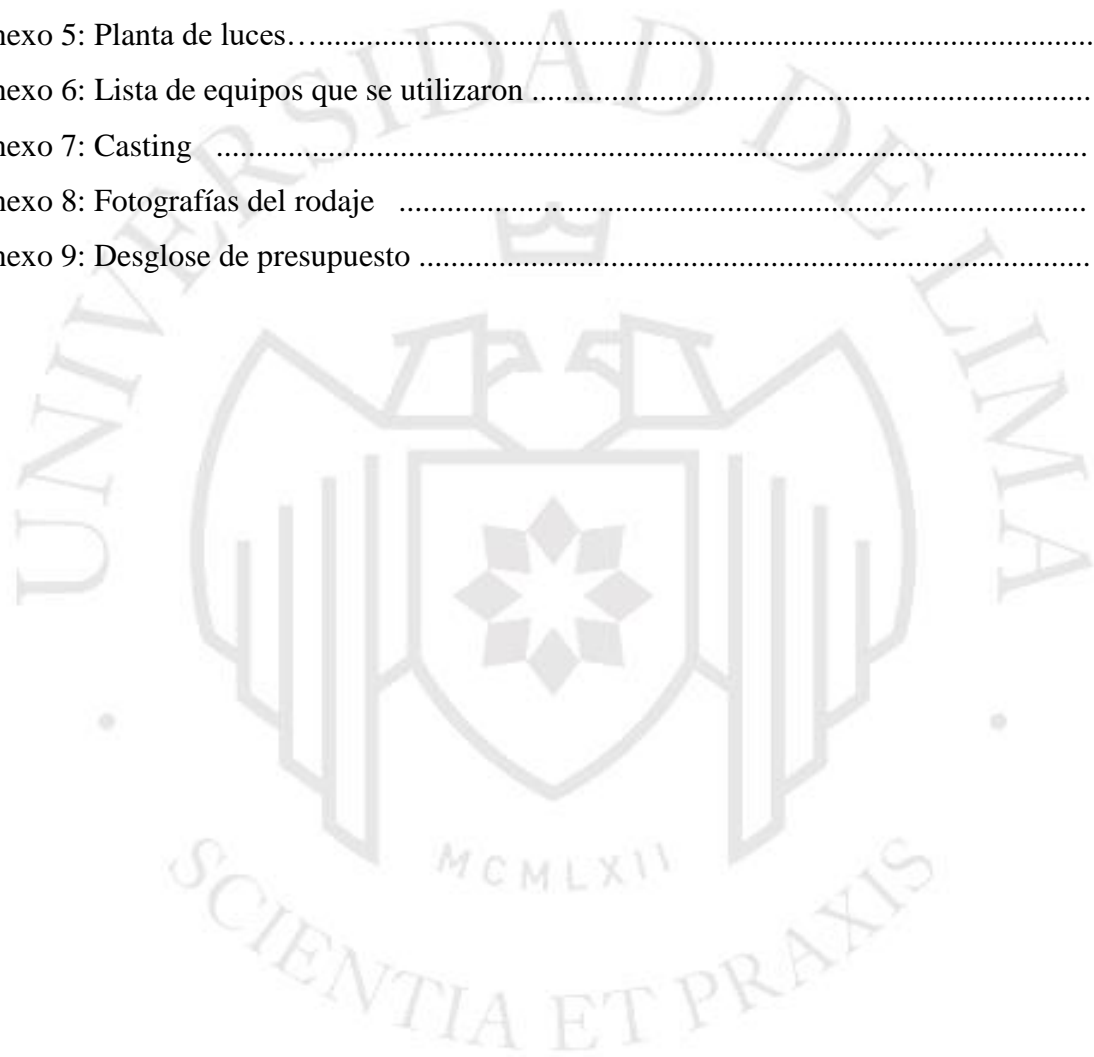 nexo 5: Planta de luces…...................................................................................................
nexo 6: Lista de equipos que se utilizaron ......................................................................
nexo 7: Casting .............................................................................................................
nexo 8: Fotografías del rodaje ......................................................................................
nexo 9: Desglose de presupuesto ....................................................................................
UNIVERSIDAD DE LIMA
MCMLXII
SCIENTIA ET PRAXIS